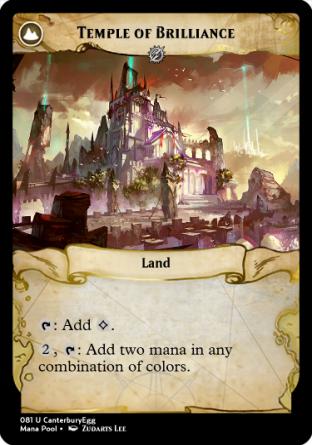 Temple of Brilliance
Land
: Add .
2, : Add two mana in any
combination of colors.
081 U CanterburyEgg
Mana Pool • Zudarts Lee